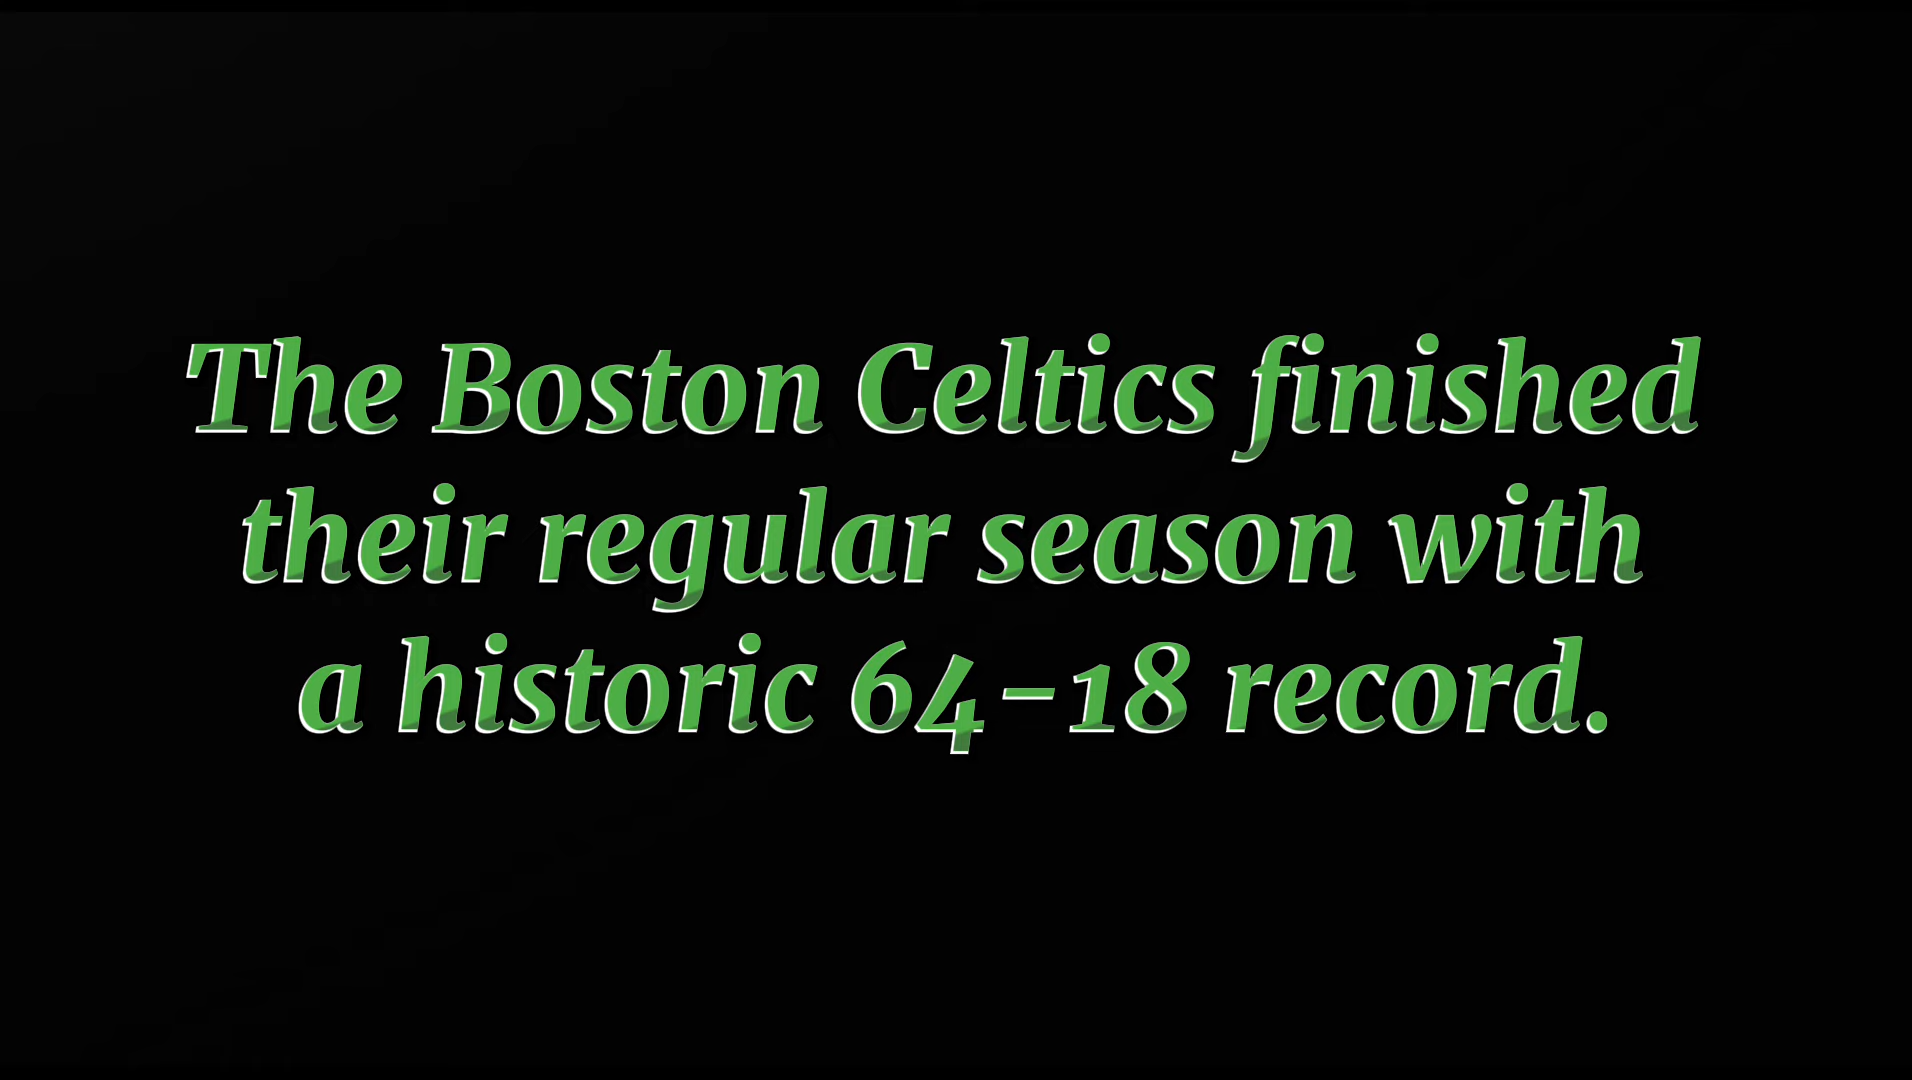 The Boston Celtics finished
their regular season with
a historic 64–18 record.